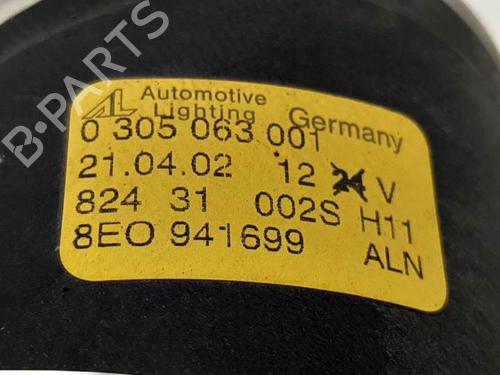 B-PARTS
AL Automotive Lighting Germany
0 305 063 001
21.04.02 12 24 V
824 31 002S H11
8EO 941699 ALN